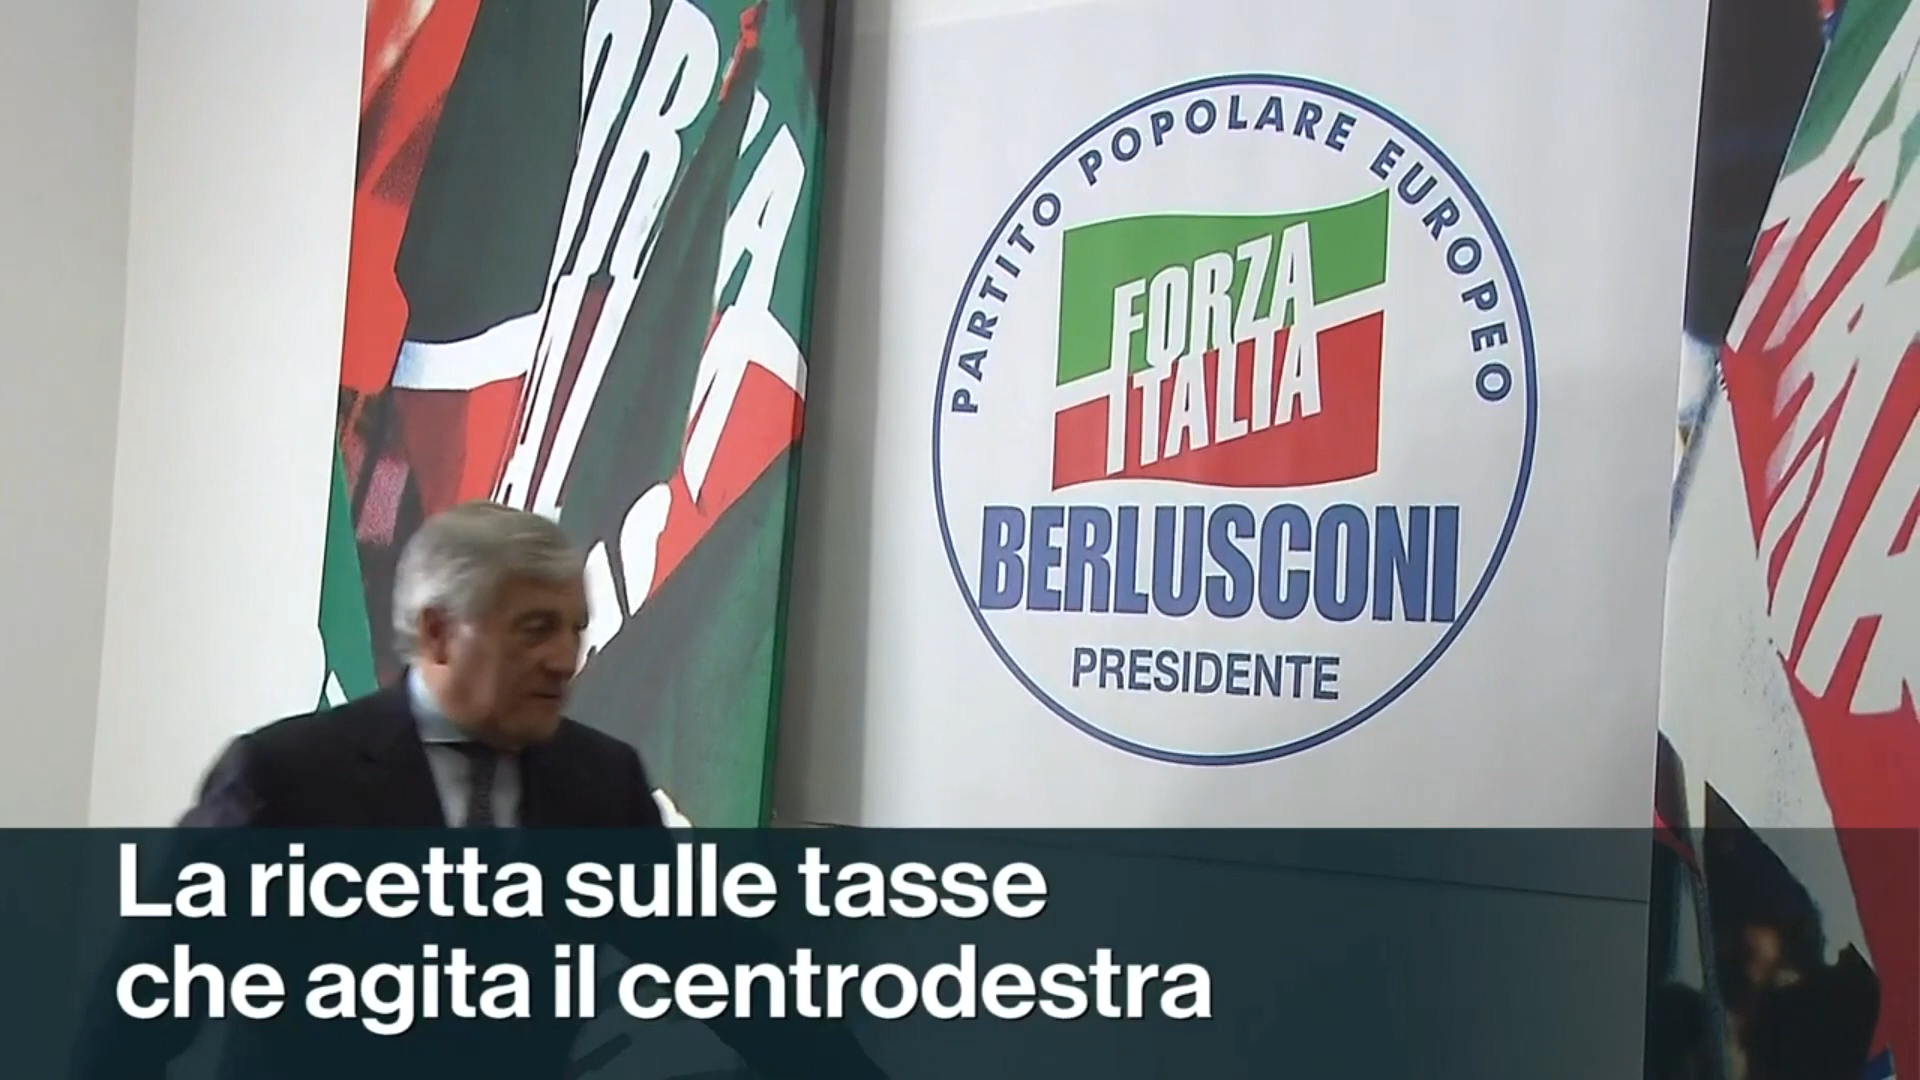 PARTITO POPOLARE EUROPEO
FORZA
ITALIA
BERLUSCONI
PRESIDENTE
La ricetta sulle tasse
che agita il centrodestra